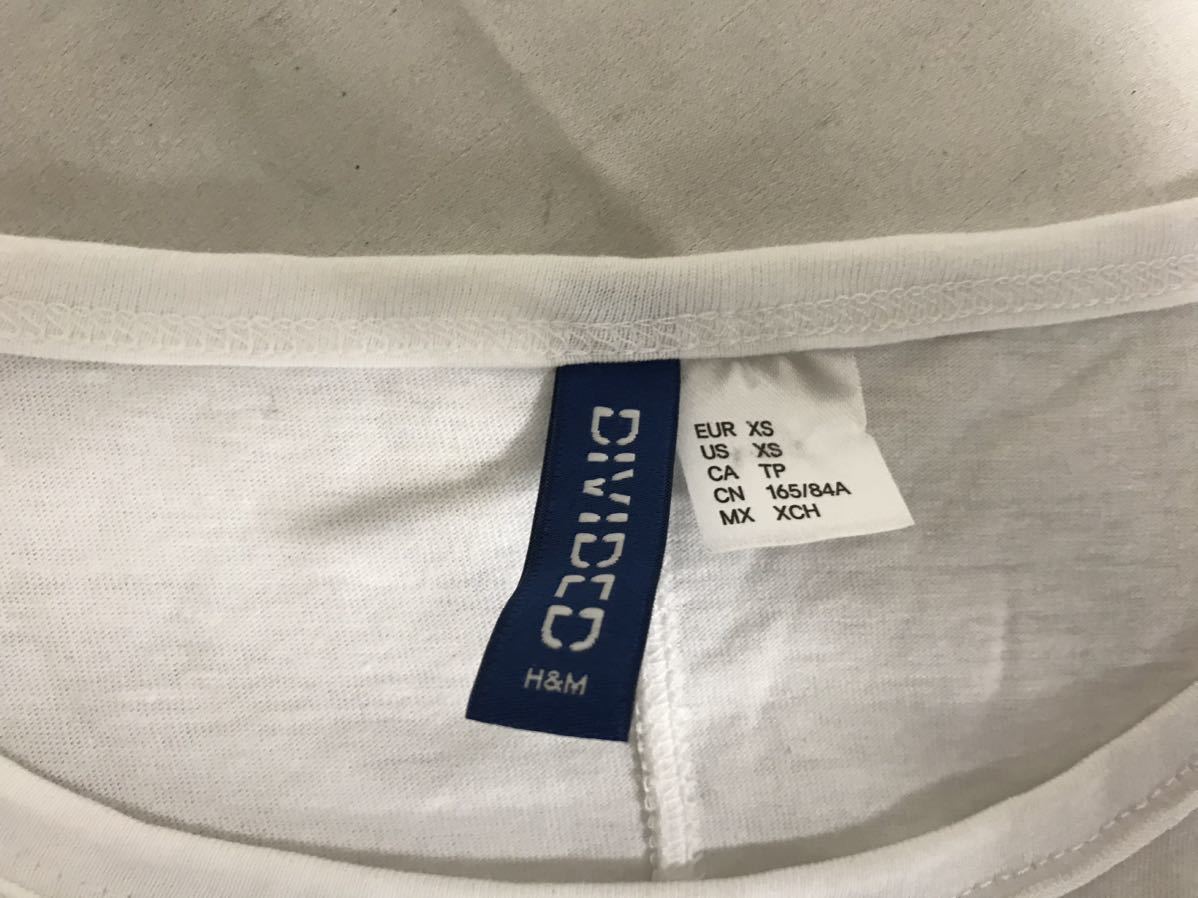 DIVIDED
H&M
EUR XS
US XS
CA TP
CN 165/84A
MX XCH